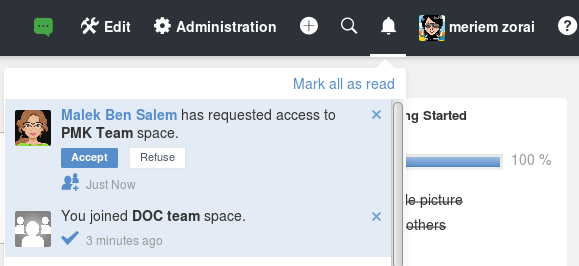 Edit Administration meriem zorai ?
Mark all as read
Malek Ben Salem has requested access to
PMK Team space.
Accept Refuse
Just Now
You joined DOC team space.
3 minutes ago
ng Started
100 %
le picture
others